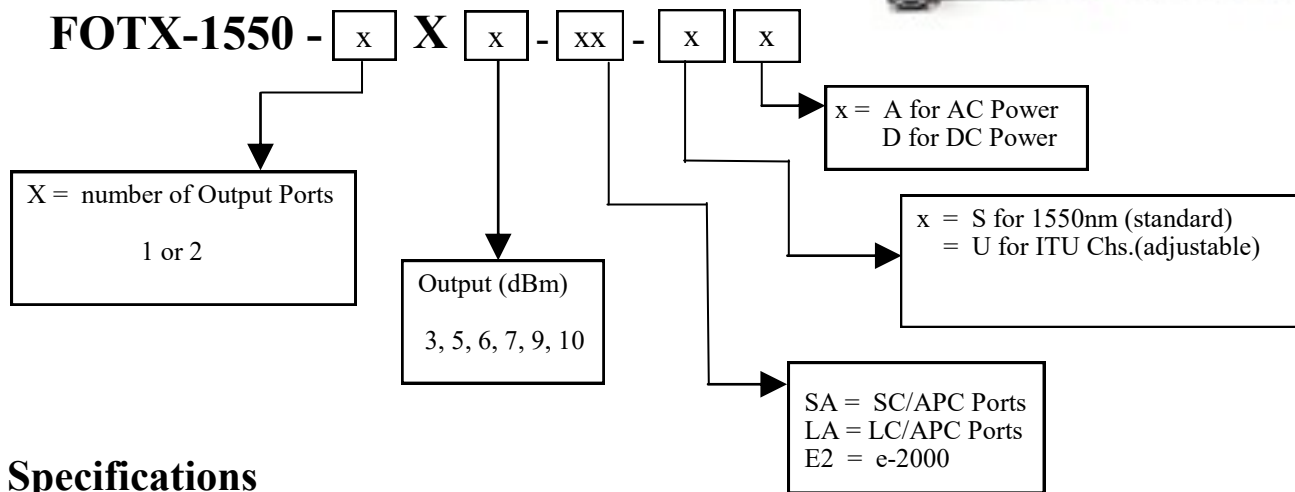 FOTX-1550 - x X x - xx - x x
x = A for AC Power
D for DC Power
X = number of Output Ports
1 or 2
x = S for 1550nm (standard)
= U for ITU Chs.(adjustable)
Output (dBm)
3, 5, 6, 7, 9, 10
SA = SC/APC Ports
LA = LC/APC Ports
E2 = e-2000
Specifications